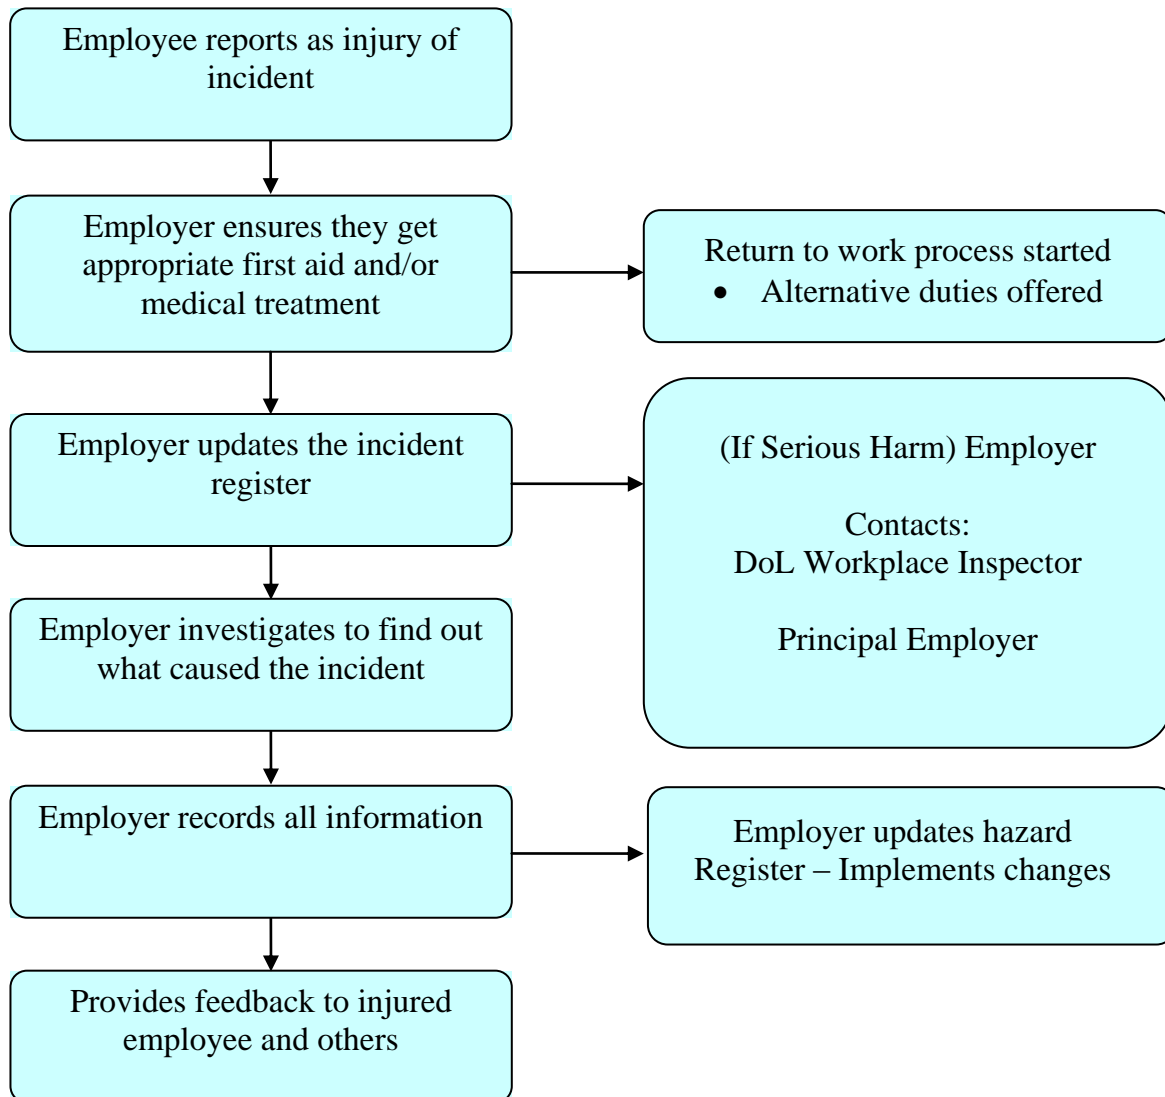 Employee reports as injury of
incident
Employer ensures they get
appropriate first aid and/or
medical treatment
Return to work process started
• Alternative duties offered
Employer updates the incident
register
(If Serious Harm) Employer
Contacts:
DoL Workplace Inspector
Principal Employer
Employer investigates to find out
what caused the incident
Employer records all information
Employer updates hazard
Register – Implements changes
Provides feedback to injured
employee and others